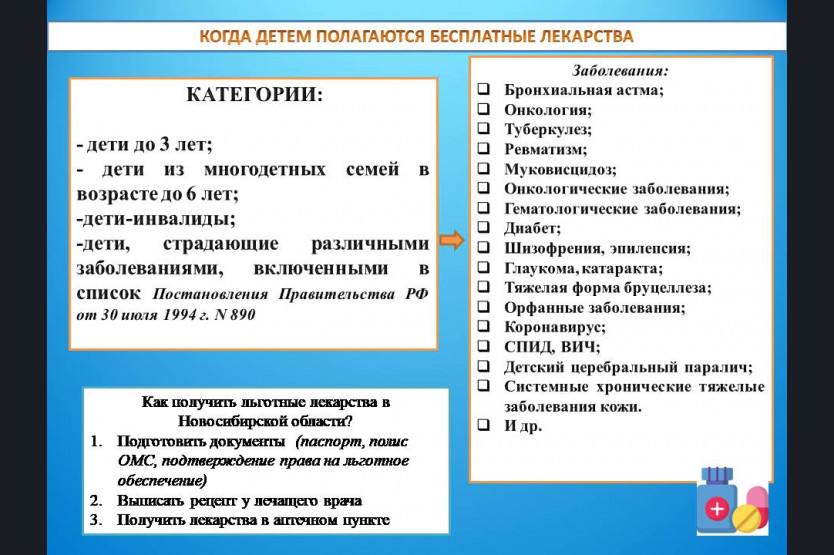 КОГДА ДЕТЕМ ПОЛАГАЮТСЯ БЕСПЛАТНЫЕ ЛЕКАРСТВА
КАТЕГОРИИ:
- дети до 3 лет;
- дети из многодетных семей в
возрасте до 6 лет;
-дети-инвалиды;
-дети, страдающие различными
заболеваниями, включенными в
список Постановления Правительства РФ
от 30 июля 1994 г. N 890
Заболевания:
Бронхиальная астма;
Онкология;
Туберкулез;
Ревматизм;
Муковисцидоз;
Онкологические заболевания;
Гематологические заболевания;
Диабет;
Шизофрения, эпилепсия;
Глаукома, катаракта;
Тяжелая форма бруцеллеза;
Орфанные заболевания;
Коронавирус;
СПИД, ВИЧ;
Детский церебральный паралич;
Системные хронические тяжелые
заболевания кожи.
И др.
Как получить льготные лекарства в
Новосибирской области?
1. Подготовить документы (паспорт, полис
ОМС, подтверждение права на льготное
обеспечение)
2. Выписать рецепт у лечащего врача
3. Получить лекарства в аптечном пункте